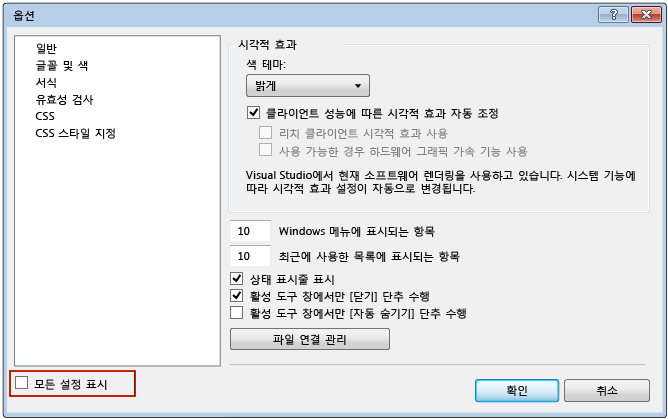 옵션
일반
글꼴 및 색
서식
유효성 검사
CSS
CSS 스타일 지정
시각적 효과
색 테마:
밝게
클라이언트 성능에 따른 시각적 효과 자동 조정
리치 클라이언트 시각적 효과 사용
사용 가능한 경우 하드웨어 그래픽 가속 기능 사용
Visual Studio에서 현재 소프트웨어 렌더링을 사용하고 있습니다. 시스템 기능에
따라 시각적 효과 설정이 자동으로 변경됩니다.
10 Windows 메뉴에 표시되는 항목
10 최근에 사용한 목록에 표시되는 항목
상태 표시줄 표시
활성 도구 창에서만 [닫기] 단추 수행
활성 도구 창에서만 [자동 숨기기] 단추 수행
파일 연결 관리
모든 설정 표시
확인
취소